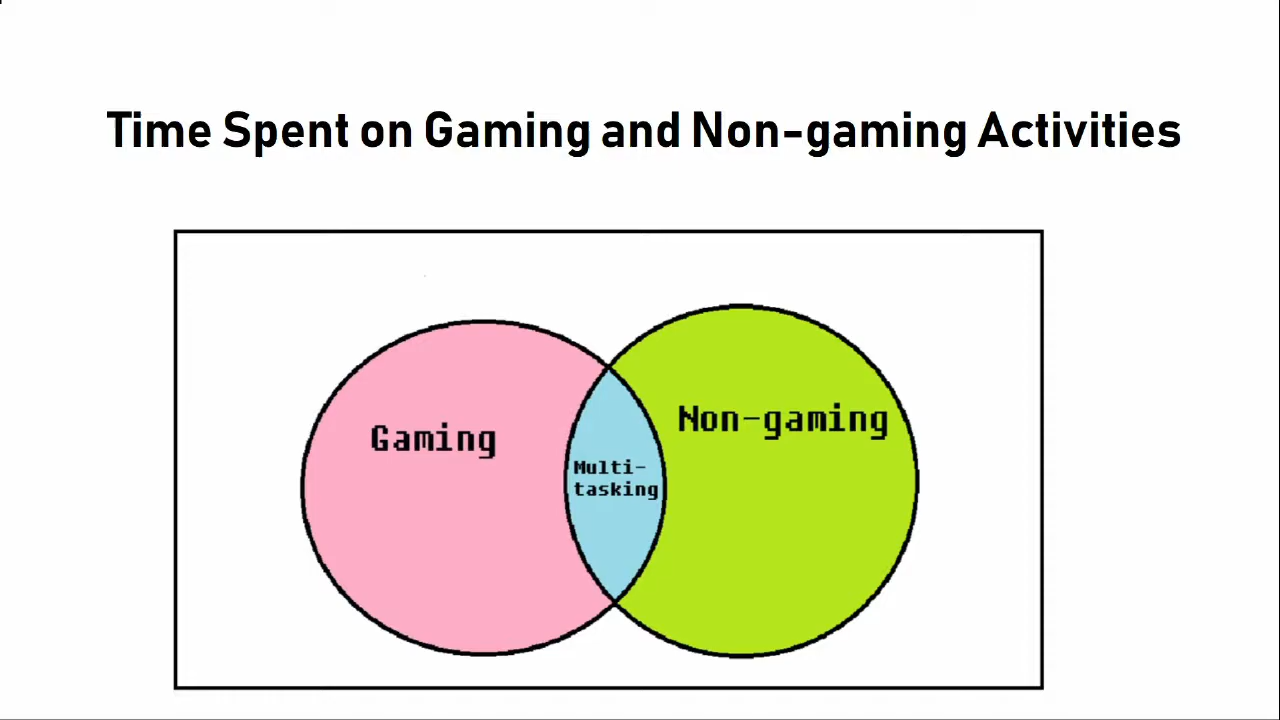 Time Spent on Gaming and Non-gaming Activities
Gaming
Multi-
tasking
Non-gaming